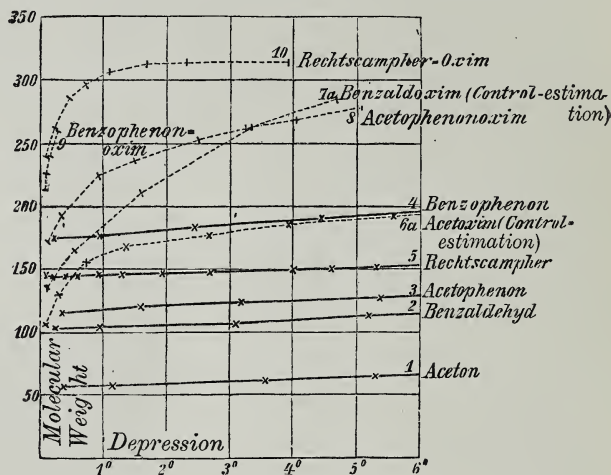 350
300
250
200
150
100
50
10 Rechtscampher-Oxim
7a Benzaldoxim (Control-estima-
tion)
8 Acetophenonoxim
9 Benzophenon-
oxim
4 Benzophenon
6a Acetoxim (Control-
estimation)
5 Rechtscampher
3 Acetophenon
2 Benzaldehyd
1 Aceton
Molecular
Weight
Depression
1° 2° 3° 4° 5° 6°